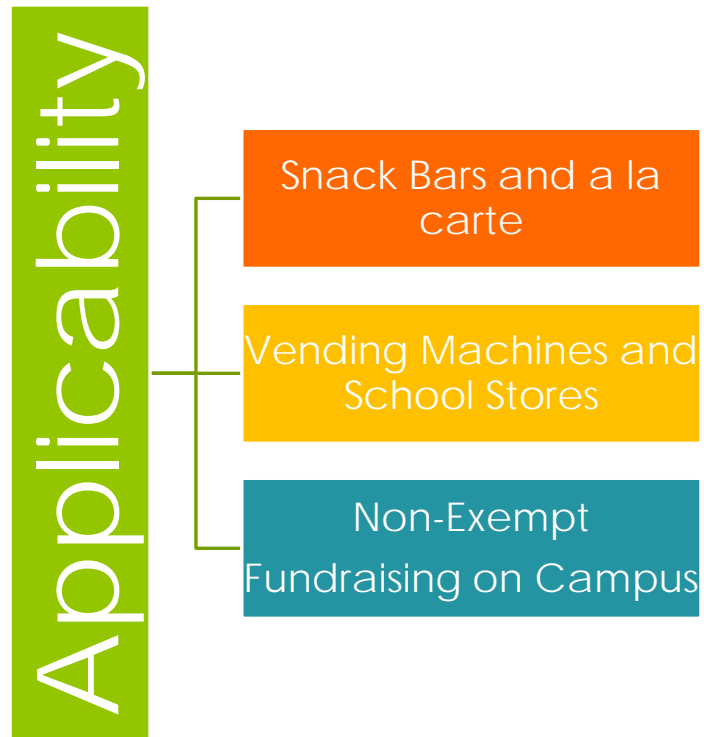 Applicability
Snack Bars and a la
carte
Vending Machines and
School Stores
Non-Exempt
Fundraising on Campus